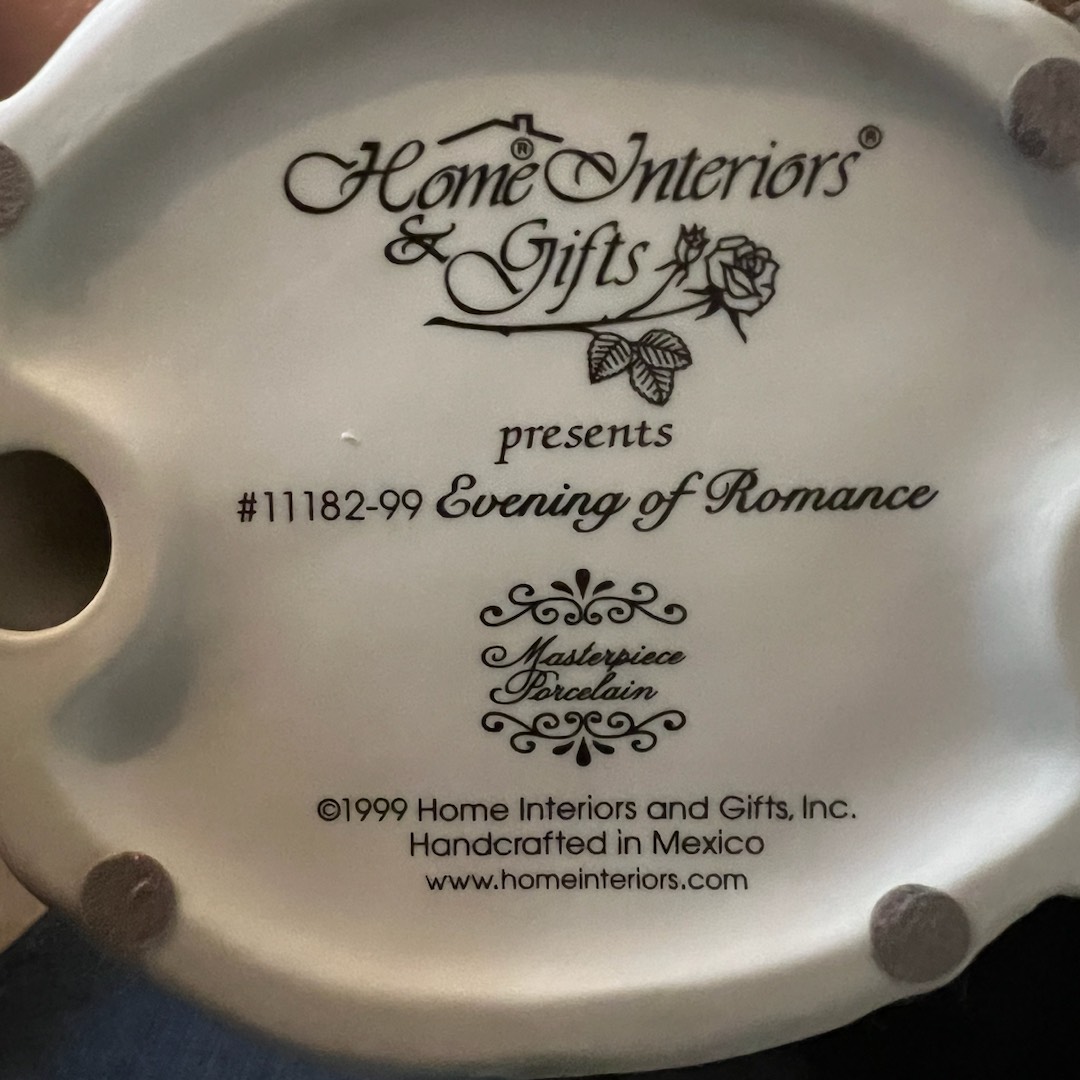 Home® Interiors®
& Gifts
presents
#11182-99 Evening of Romance
Masterpiece
Porcelain
©1999 Home Interiors and Gifts, Inc.
Handcrafted in Mexico
www.homeinteriors.com